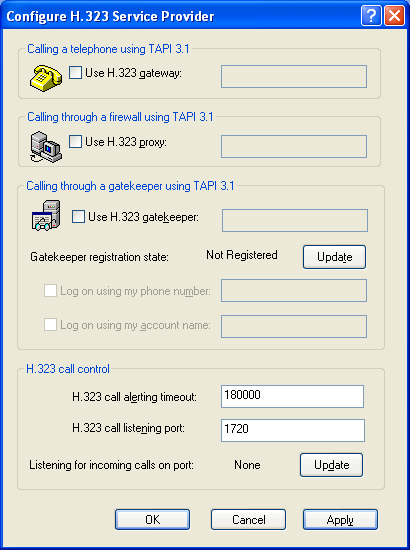 Configure H.323 Service Provider
Calling a telephone using TAPI 3.1
Use H.323 gateway:
Calling through a firewall using TAPI 3.1
Use H.323 proxy:
Calling through a gatekeeper using TAPI 3.1
Use H.323 gatekeeper:
Gatekeeper registration state: Not Registered Update
Log on using my phone number:
Log on using my account name:
H.323 call control
H.323 call alerting timeout: 180000
H.323 call listening port: 1720
Listening for incoming calls on port: None Update
OK Cancel Apply